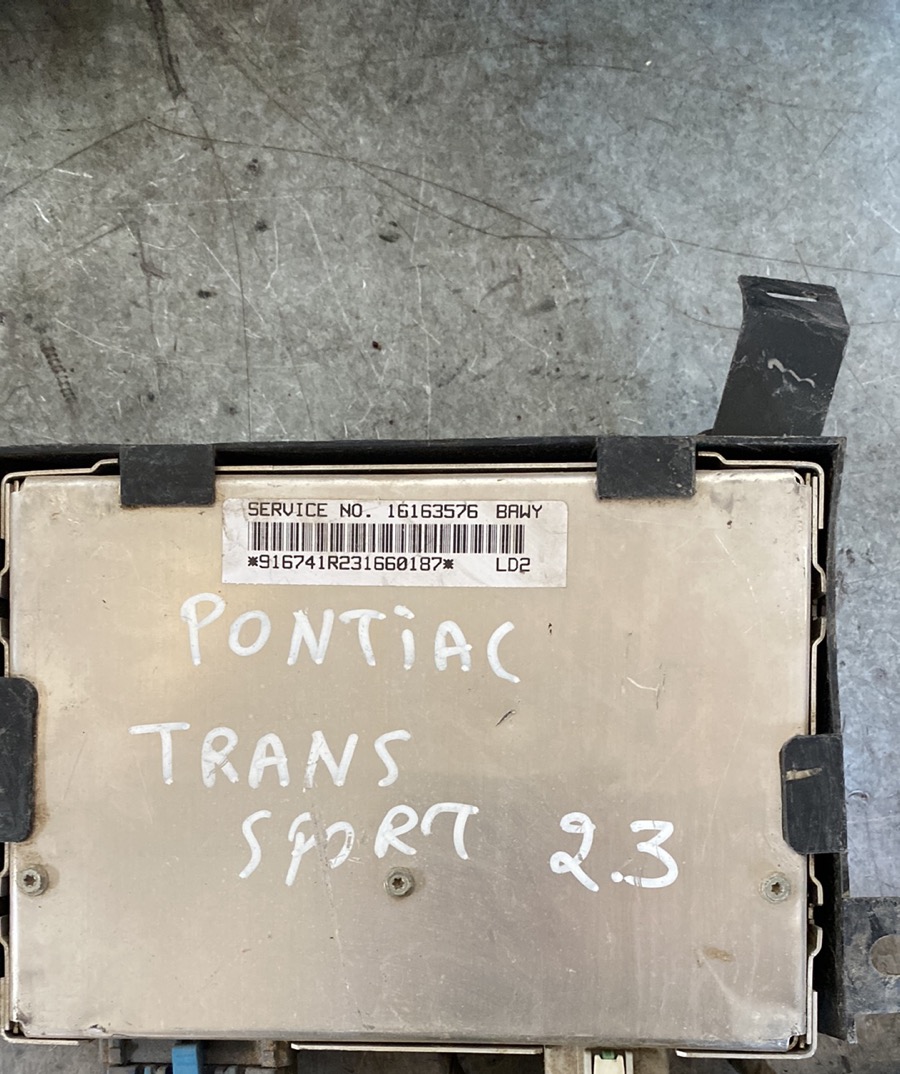 SERVICE NO. 16163576 BAWY
*916741R231660187* LD2
PONTiAC
TRANS
SPORT 2.3